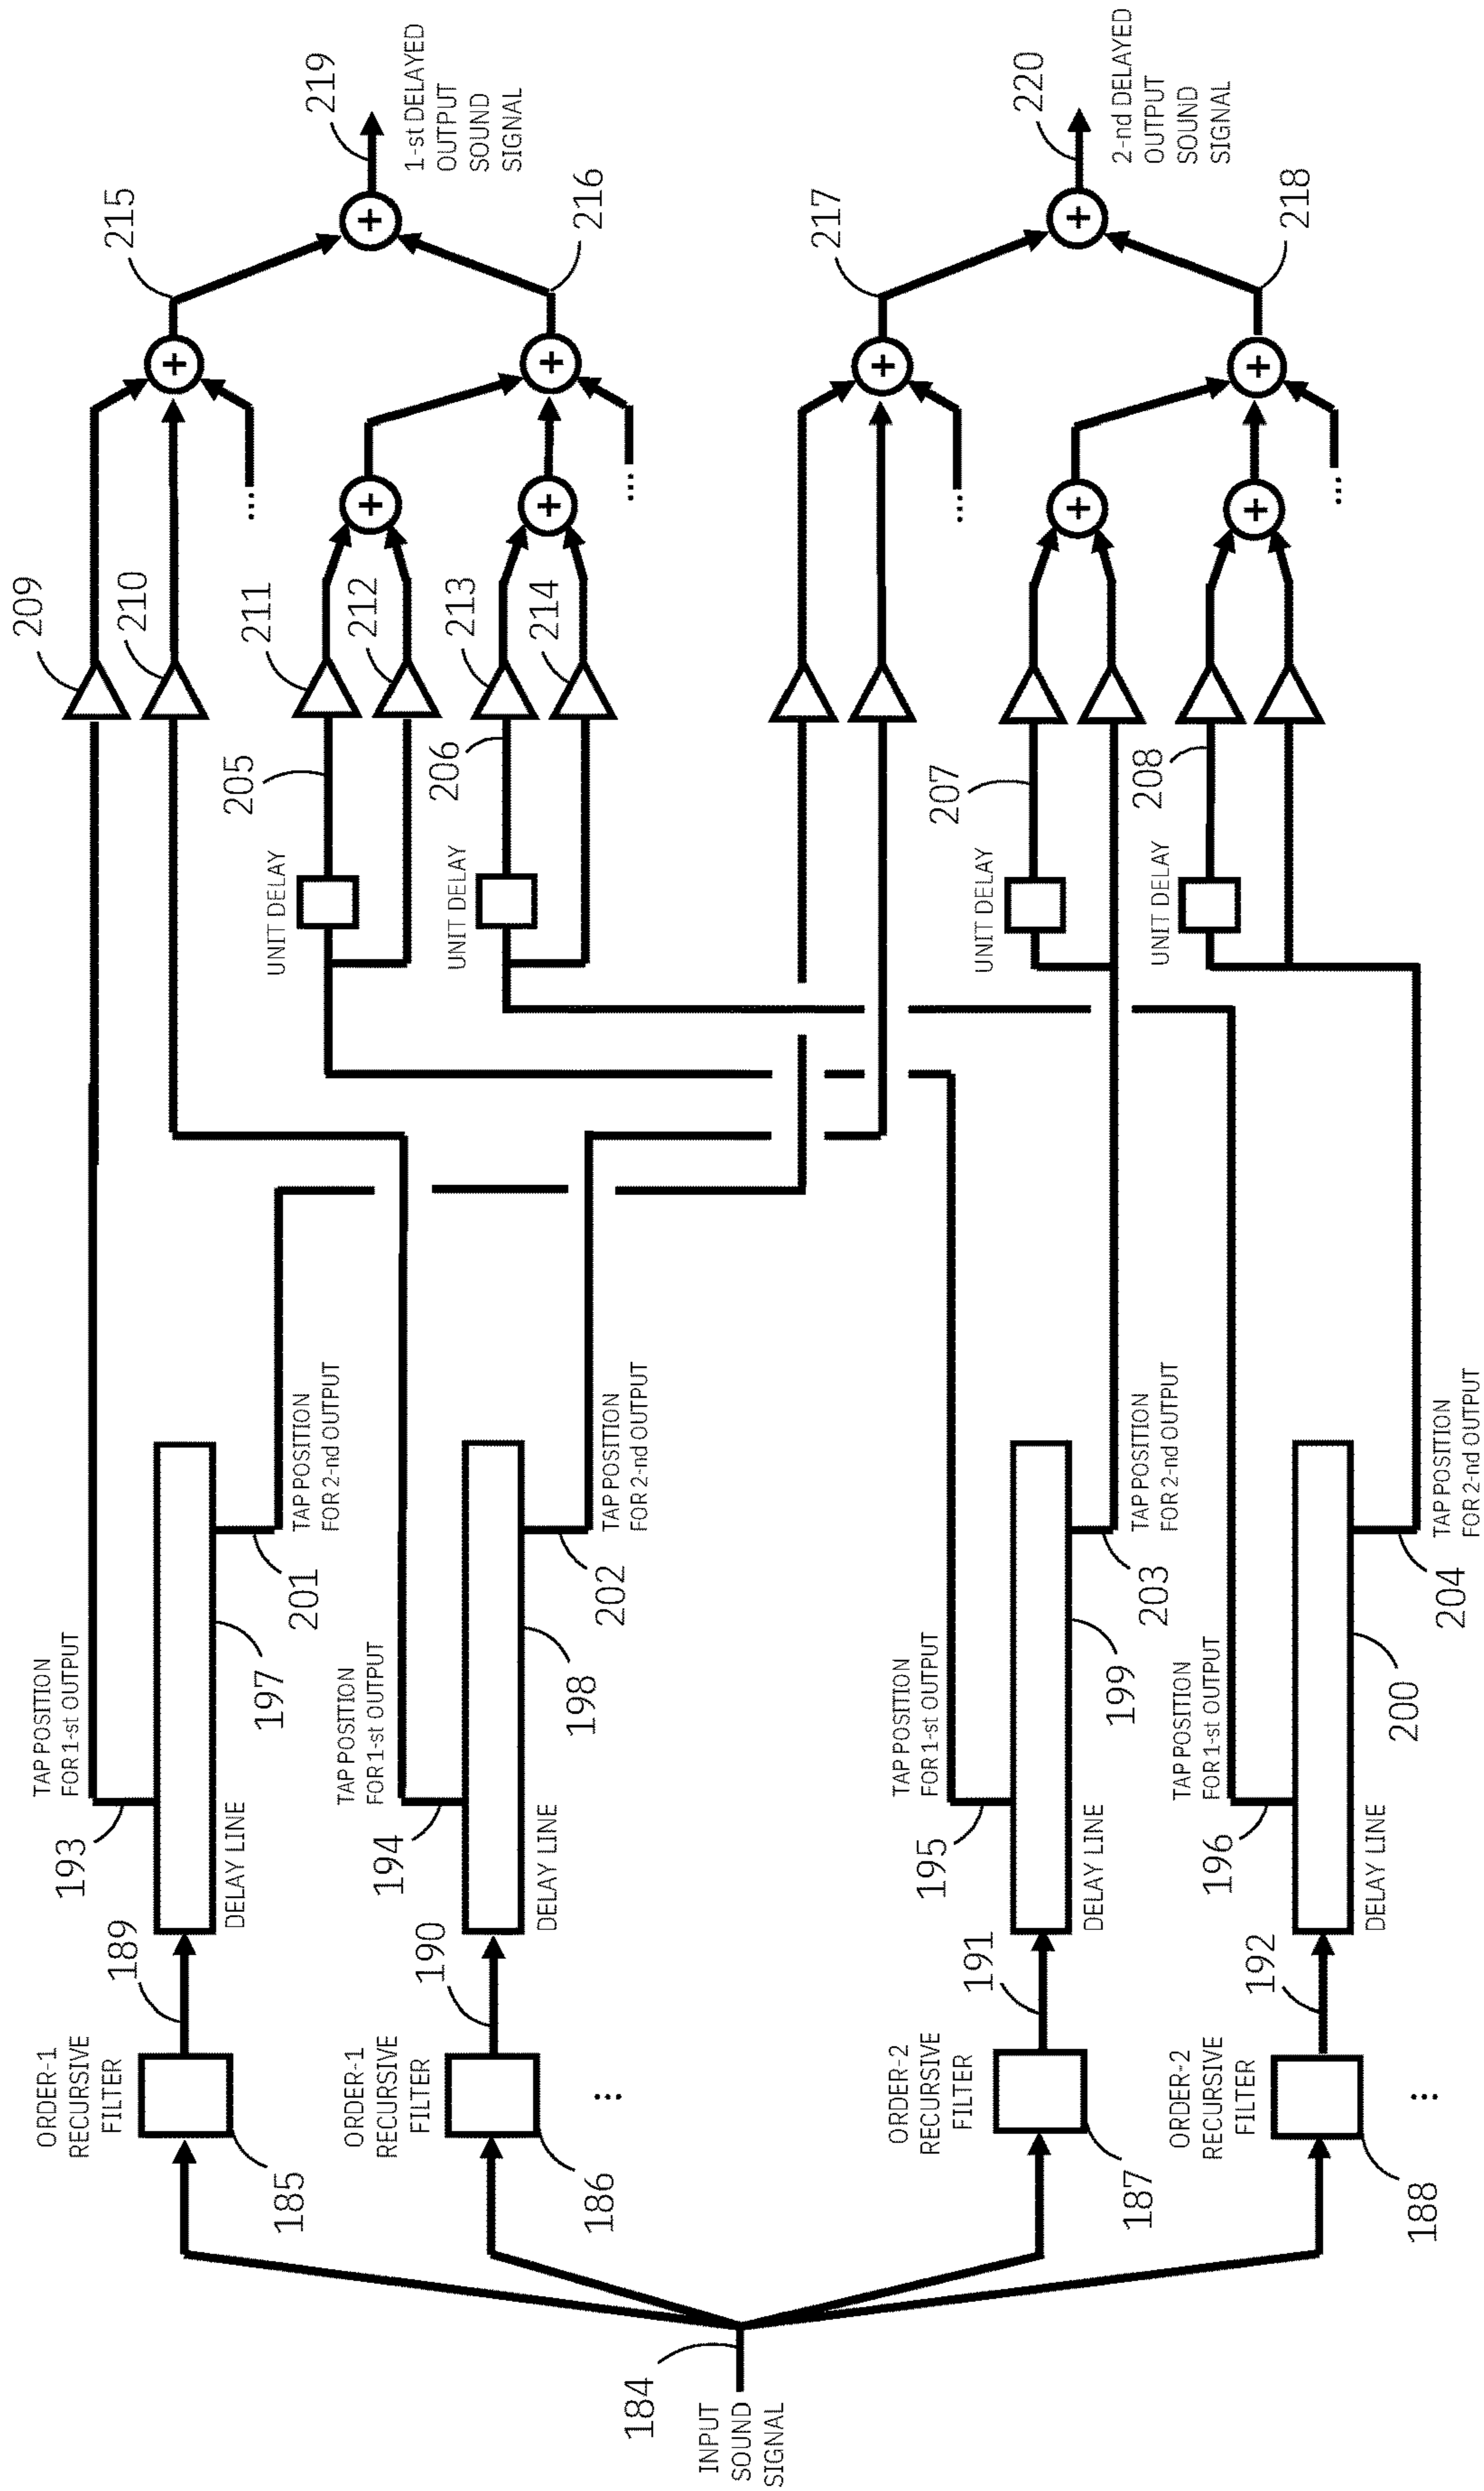 INPUT
SOUND
SIGNAL
184
ORDER-1
RECURSIVE
FILTER
185
189
TAP POSITION
FOR 1-st OUTPUT
193
DELAY LINE
197
201
TAP POSITION
FOR 2-nd OUTPUT
ORDER-1
RECURSIVE
FILTER
186
...
190
TAP POSITION
FOR 1-st OUTPUT
194
DELAY LINE
198
202
TAP POSITION
FOR 2-nd OUTPUT
ORDER-2
RECURSIVE
FILTER
187
191
TAP POSITION
FOR 1-st OUTPUT
195
DELAY LINE
199
203
TAP POSITION
FOR 2-nd OUTPUT
ORDER-2
RECURSIVE
FILTER
188
...
192
TAP POSITION
FOR 1-st OUTPUT
196
DELAY LINE
200
204
TAP POSITION
FOR 2-nd OUTPUT
UNIT DELAY
205
UNIT DELAY
206
UNIT DELAY
207
UNIT DELAY
208
209
210
211
212
213
214
...
...
...
...
+
+
+
+
+
+
+
+
215
216
217
218
+
219
1-st DELAYED
OUTPUT
SOUND
SIGNAL
+
220
2-nd DELAYED
OUTPUT
SOUND
SIGNAL